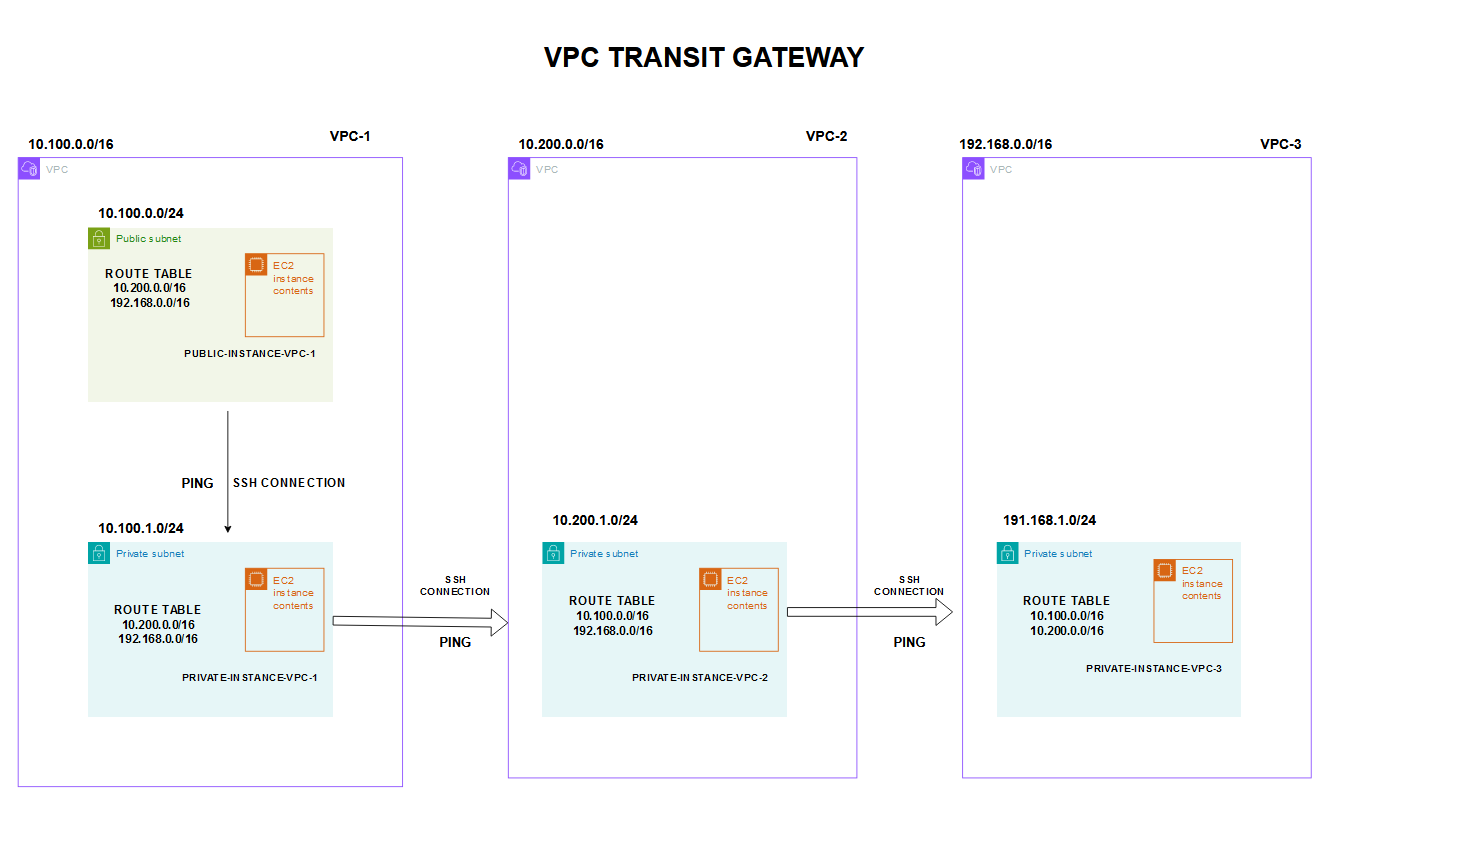 VPC TRANSIT GATEWAY
10.100.0.0/16
VPC-1
VPC
10.100.0.0/24
Public subnet
ROUTE TABLE
10.200.0.0/16
192.168.0.0/16
EC2
instance
contents
PUBLIC-INSTANCE-VPC-1
PING
SSH CONNECTION
10.100.1.0/24
Private subnet
ROUTE TABLE
10.200.0.0/16
192.168.0.0/16
EC2
instance
contents
PRIVATE-INSTANCE-VPC-1
SSH
CONNECTION
PING
10.200.0.0/16
VPC-2
VPC
10.200.1.0/24
Private subnet
ROUTE TABLE
10.100.0.0/16
192.168.0.0/16
EC2
instance
contents
PRIVATE-INSTANCE-VPC-2
SSH
CONNECTION
PING
192.168.0.0/16
VPC-3
VPC
191.168.1.0/24
Private subnet
ROUTE TABLE
10.100.0.0/16
10.200.0.0/16
EC2
instance
contents
PRIVATE-INSTANCE-VPC-3